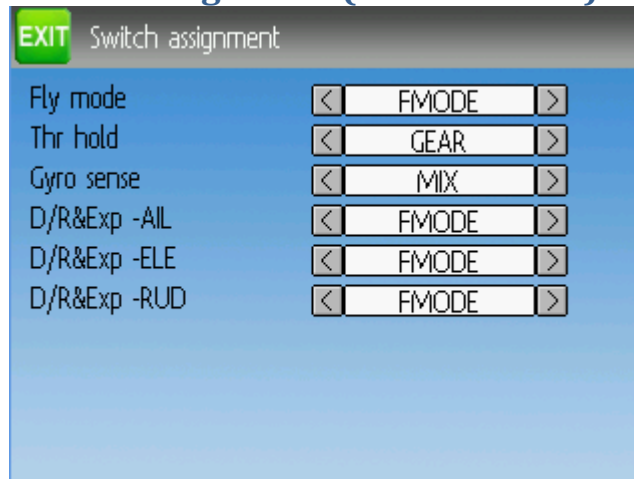 EXIT Switch assignment
Fly mode < FMODE >
Thr hold < GEAR >
Gyro sense < MIX >
D/R&Exp -AIL < FMODE >
D/R&Exp -ELE < FMODE >
D/R&Exp -RUD < FMODE >